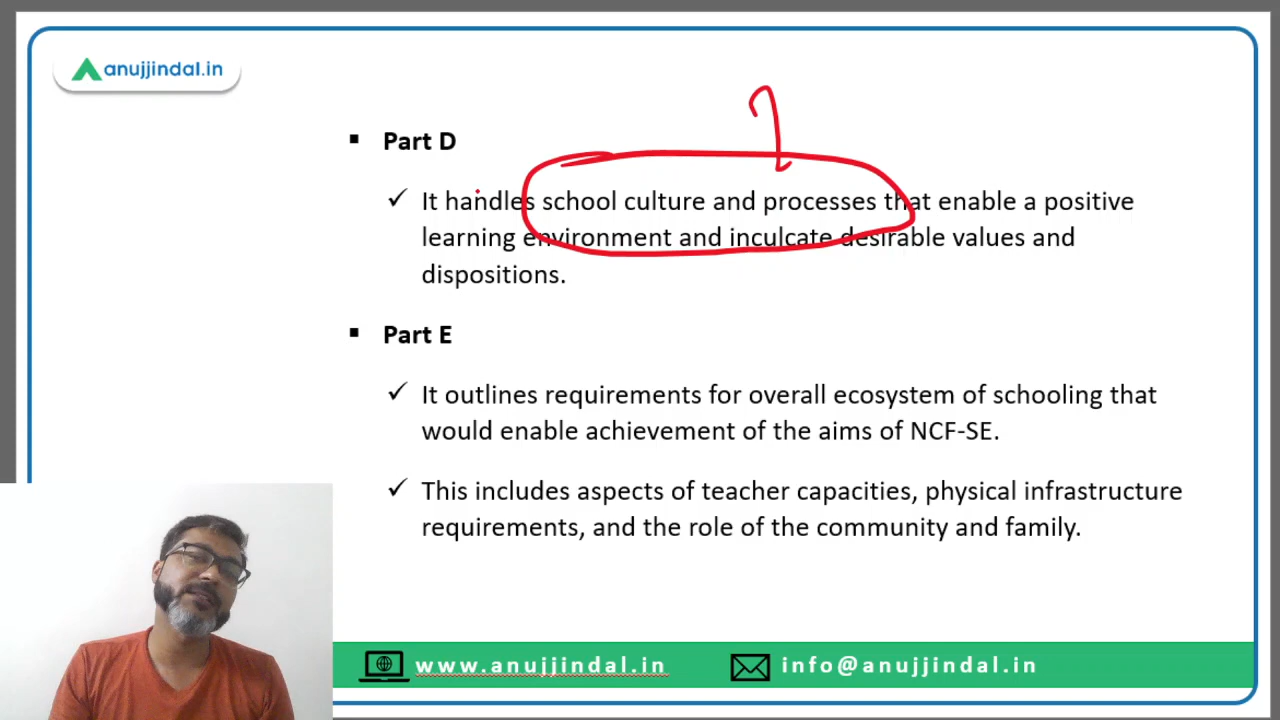 anujjindal.in
Part D
It handles school culture and processes that enable a positive
learning environment and inculcate desirable values and
dispositions.
Part E
It outlines requirements for overall ecosystem of schooling that
would enable achievement of the aims of NCF-SE.
This includes aspects of teacher capacities, physical infrastructure
requirements, and the role of the community and family.
www.anujjindal.in
info@anujjindal.in